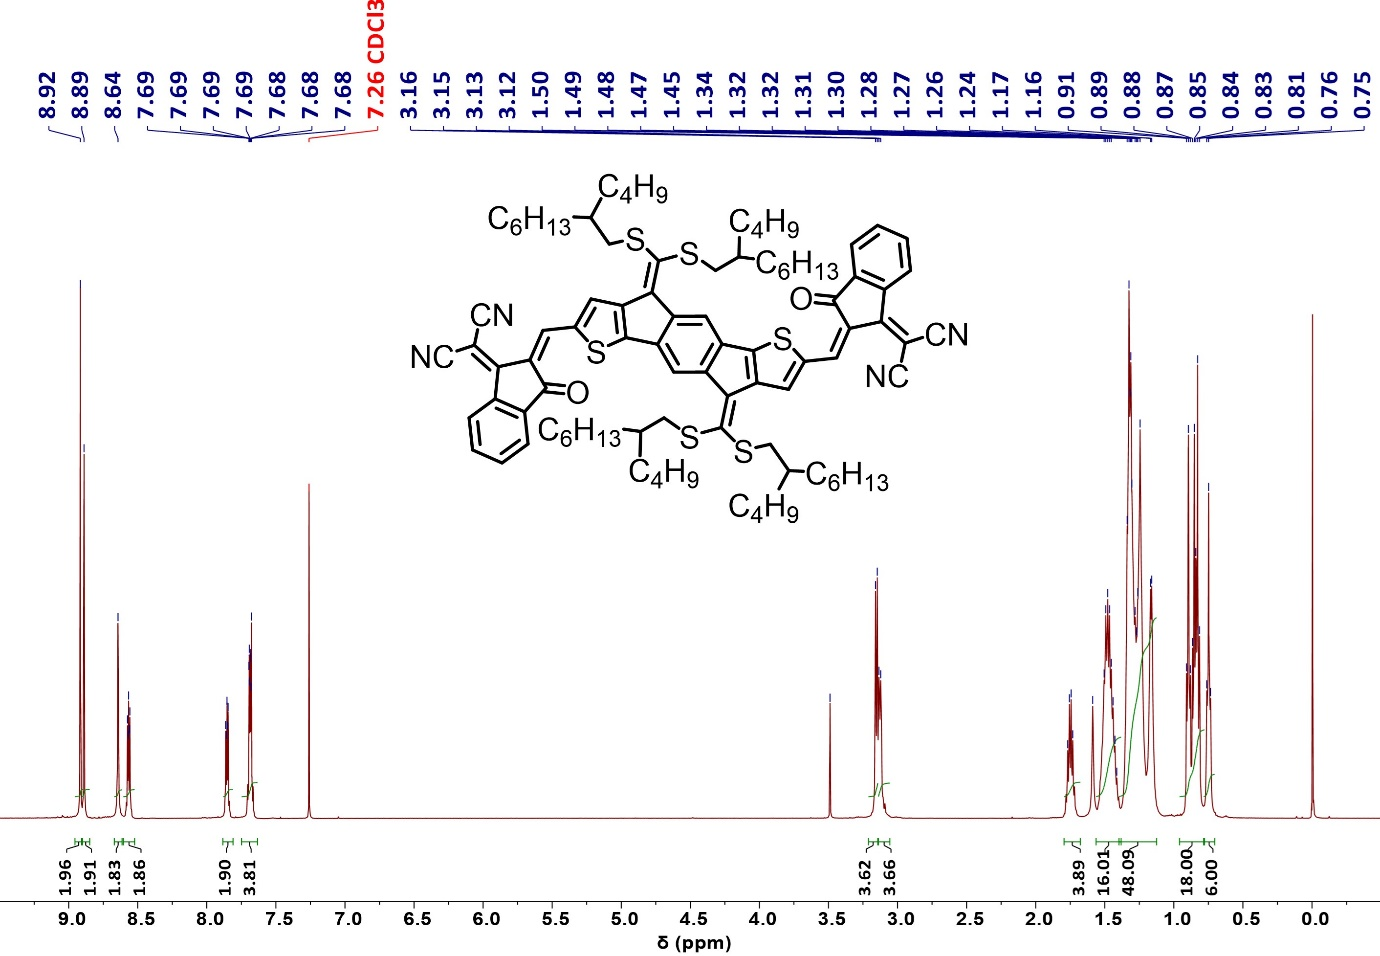 8.92 8.89 8.64 7.69 7.69 7.69 7.69 7.68 7.68 7.68 7.26 CDCl3 3.16 3.15 3.13 3.12 1.50 1.49 1.48 1.47 1.45 1.34 1.32 1.32 1.31 1.30 1.28 1.27 1.26 1.24 1.17 1.16 0.91 0.89 0.88 0.87 0.85 0.84 0.83 0.81 0.76 0.75
C4H9
C6H13
S
S
C4H9
C6H13
O
CN
NC
S
S
CN
NC
O
C6H13
C4H9
S
S
C6H13
C4H9
1.96 1.91 1.83 1.86 1.90 3.81 3.62 3.66 3.89 16.01 48.09 18.00 6.00
9.0 8.5 8.0 7.5 7.0 6.5 6.0 5.5 5.0 4.5 4.0 3.5 3.0 2.5 2.0 1.5 1.0 0.5 0.0
δ (ppm)